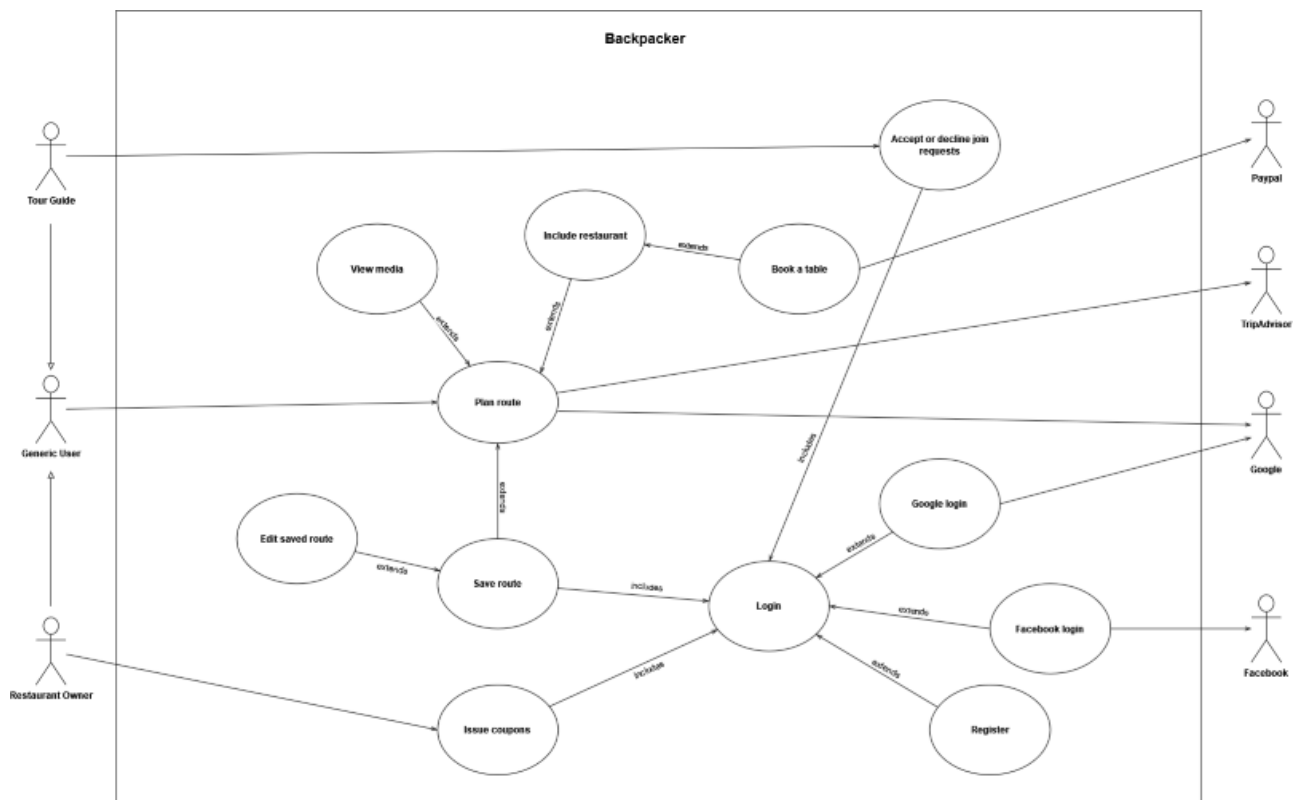 Backpacker
Accept or decline join
requests
Paypal
Tour Guide
Include restaurant
extends
View media
Book a table
extends
extends
TripAdvisor
Plan route
Generic User
includes
Google
Google login
extends
Edit saved route
extends
extends
Save route
includes
Login
extends
Facebook login
Facebook
Restaurant Owner
includes
extends
Issue coupons
Register